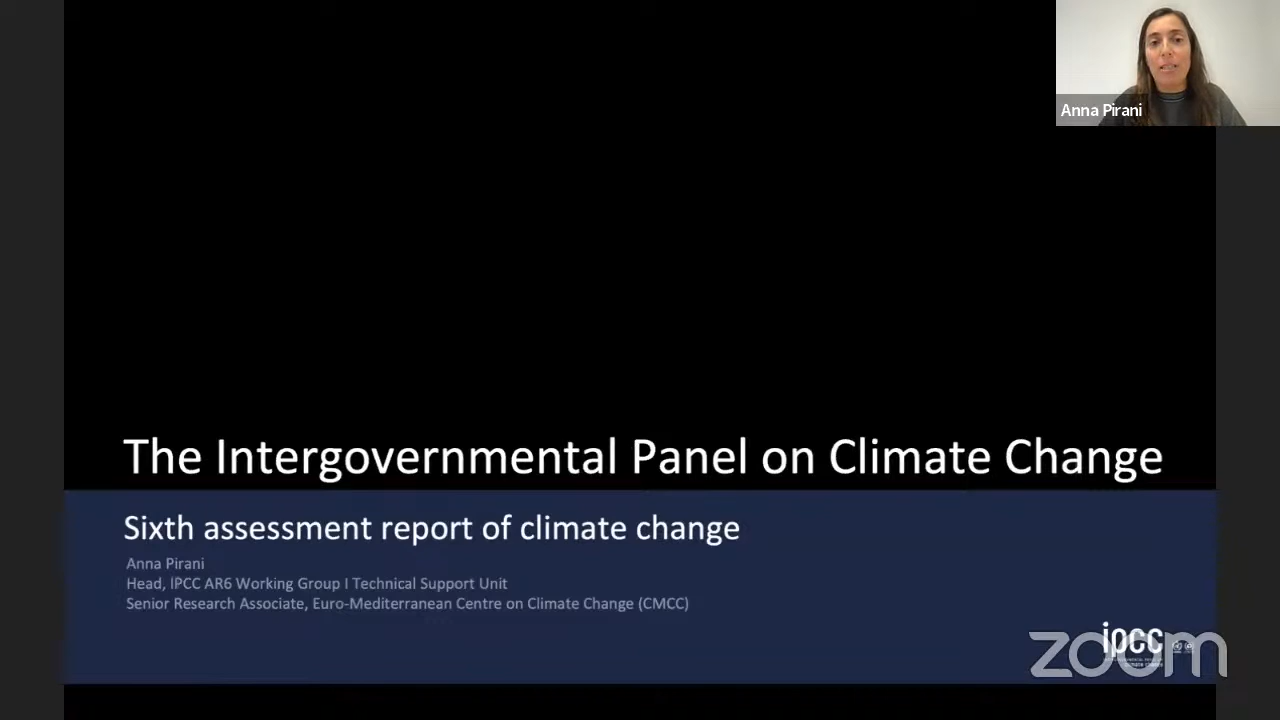 Anna Pirani
The Intergovernmental Panel on Climate Change
Sixth assessment report of climate change
Anna Pirani
Head, IPCC AR6 Working Group I Technical Support Unit
Senior Research Associate, Euro-Mediterranean Centre on Climate Change (CMCC)
ipcc
zoom